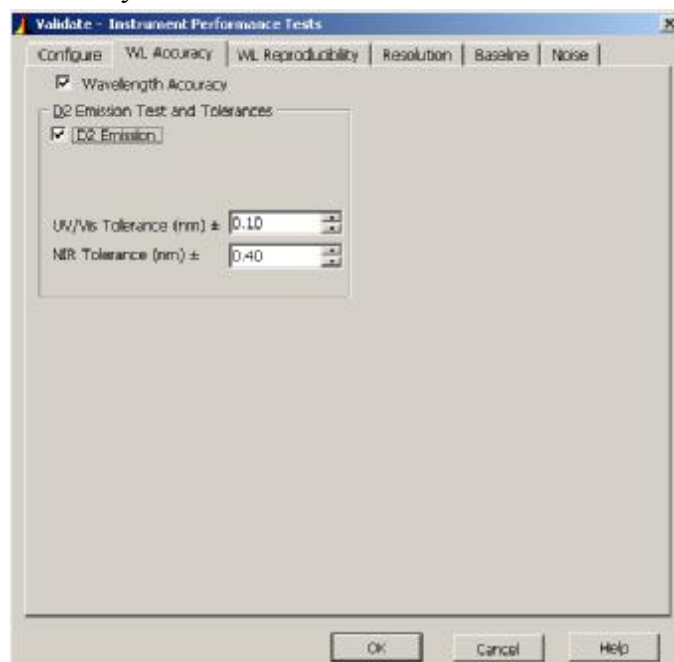 Validate - Instrument Performance Tests
Configure WL Accuracy WL Reproducibility Resolution Baseline Noise
Wavelength Accuracy
D2 Emission Test and Tolerances
D2 Emission
UV/Vis Tolerance (nm) ± 0.10
NIR Tolerance (nm) ± 0.40
OK Cancel Help